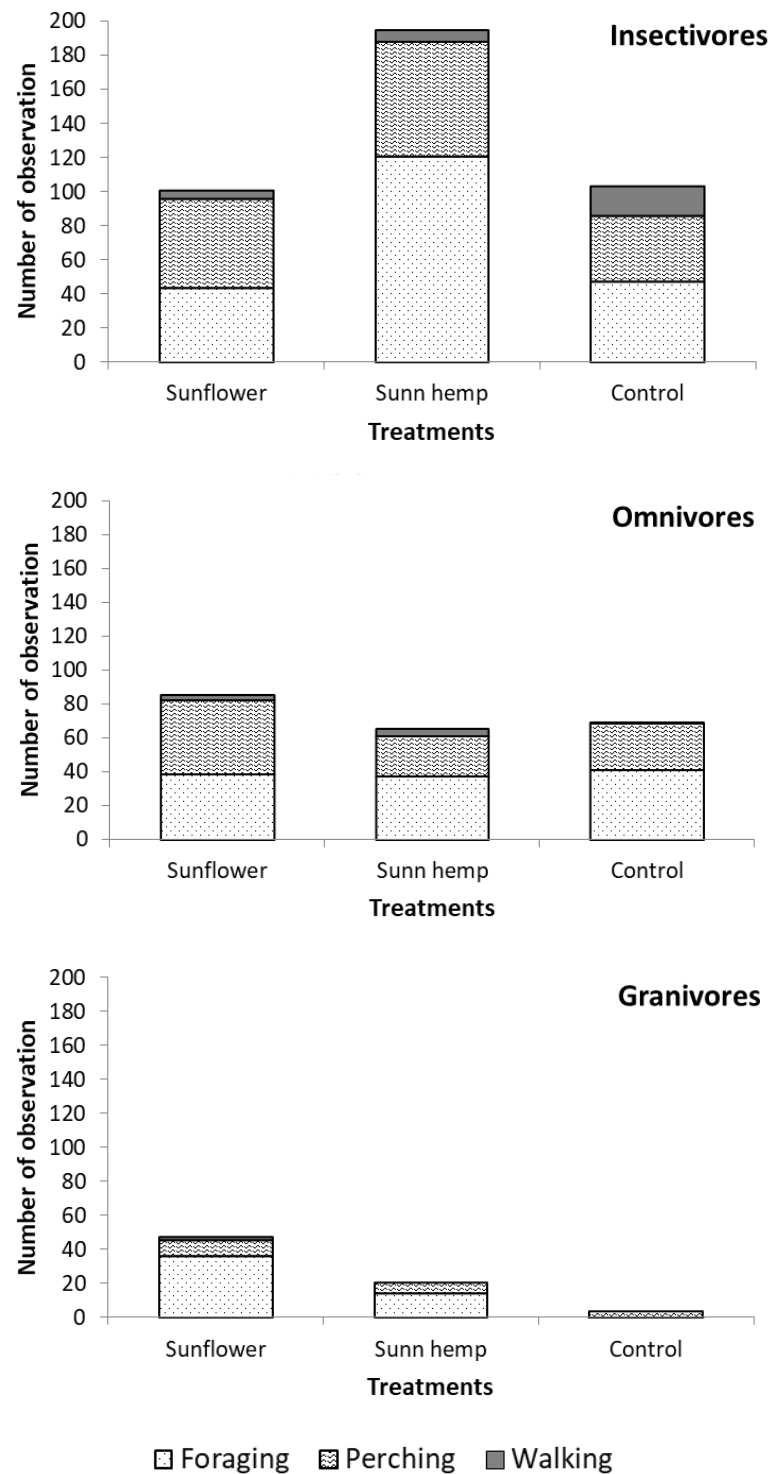 Insectivores
Number of observation
200
180
160
140
120
100
80
60
40
20
0
Sunflower Sunn hemp Control
Treatments
Omnivores
Number of observation
200
180
160
140
120
100
80
60
40
20
0
Sunflower Sunn hemp Control
Treatments
Granivores
Number of observation
200
180
160
140
120
100
80
60
40
20
0
Sunflower Sunn hemp Control
Treatments
Foraging Perching Walking